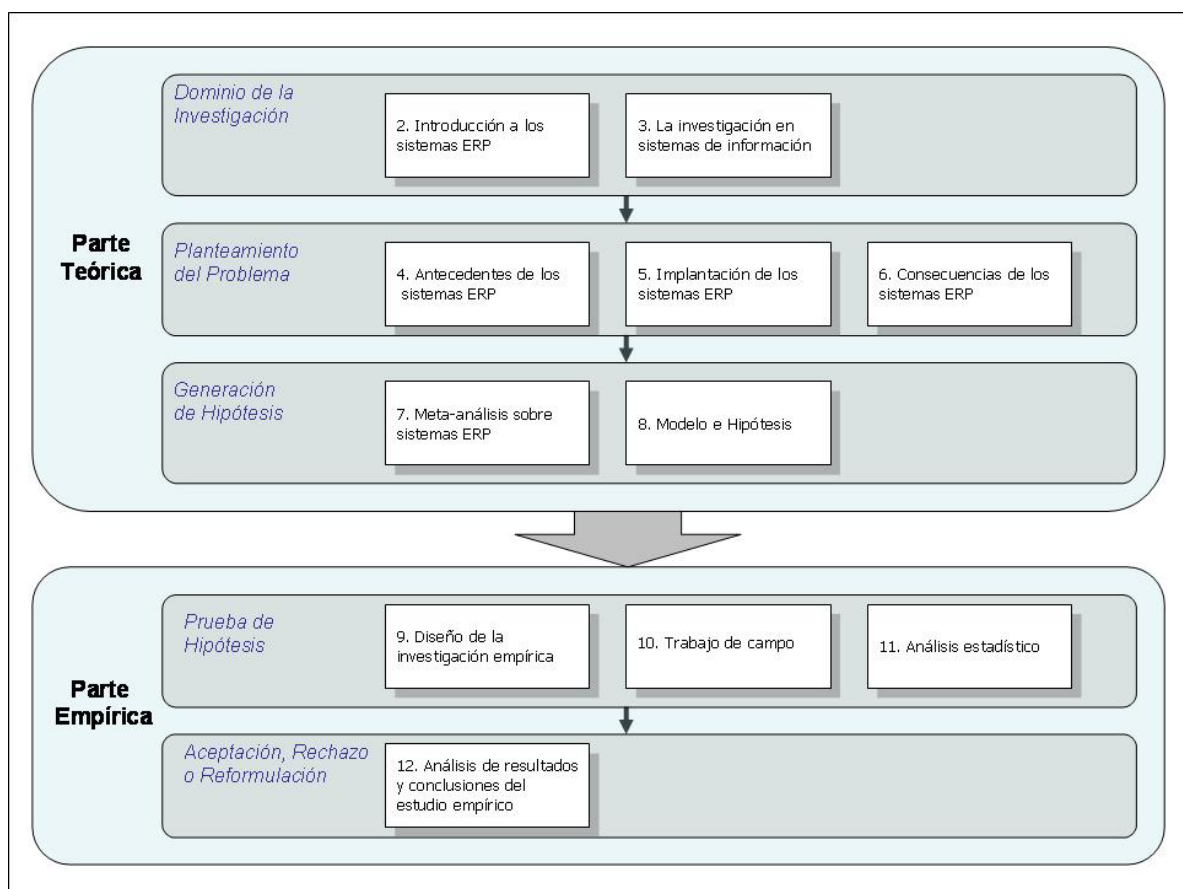 Parte
Teórica
Dominio de la
Investigación
2. Introducción a los
sistemas ERP
3. La investigación en
sistemas de información
Planteamiento
del Problema
4. Antecedentes de los
sistemas ERP
5. Implantación de los
sistemas ERP
6. Consecuencias de los
sistemas ERP
Generación
de Hipótesis
7. Meta-análisis sobre
sistemas ERP
8. Modelo e Hipótesis
Parte
Empírica
Prueba de
Hipótesis
9. Diseño de la
investigación empírica
10. Trabajo de campo
11. Análisis estadístico
Aceptación, Rechazo
o Reformulación
12. Análisis de resultados
y conclusiones del
estudio empírico